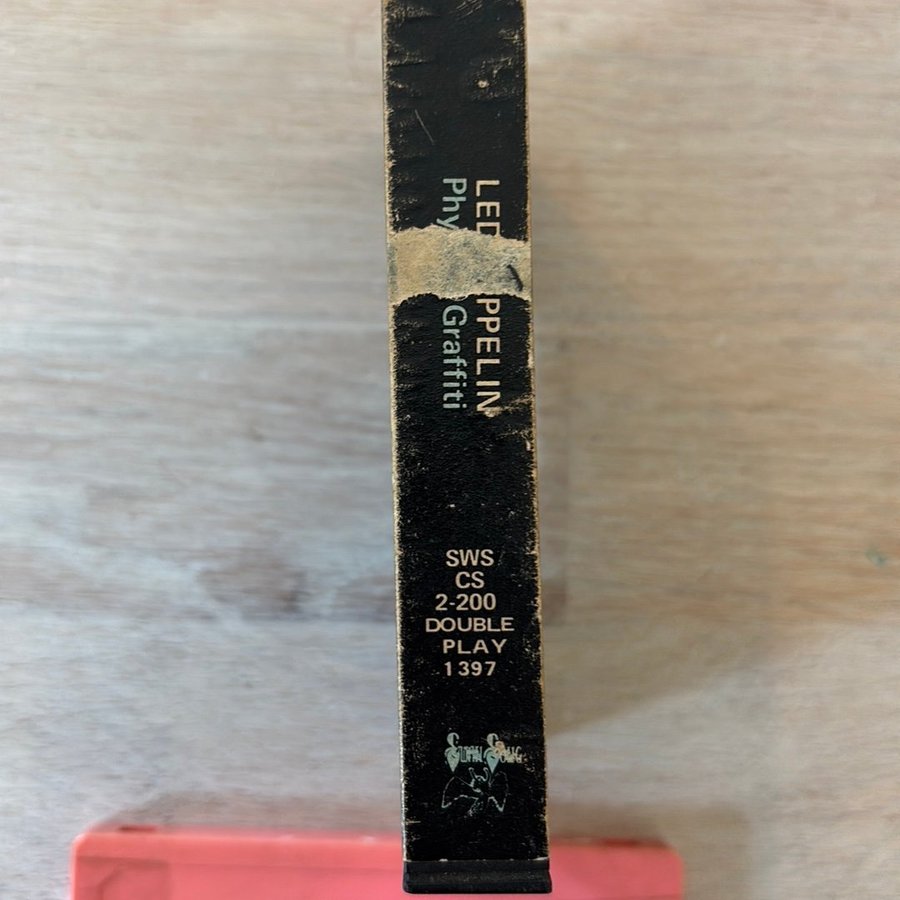 LED PPELIN
Phy Graffiti
SWS
CS
2-200
DOUBLE
PLAY
1397